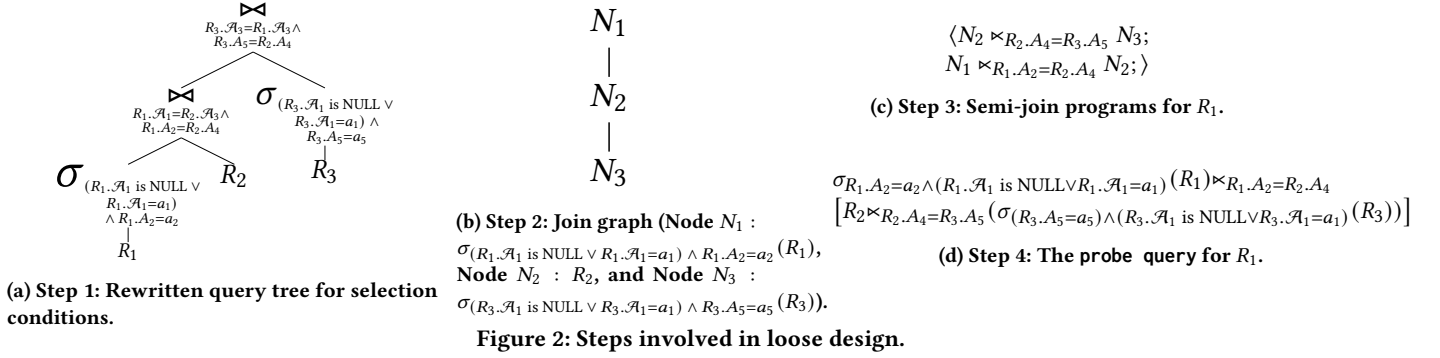 ⋈
R₃.𝒜₃=R₁.𝒜₃∧
R₃.A₅=R₂.A₄
⋈
R₁.𝒜₁=R₂.𝒜₃∧
R₁.A₂=R₂.A₄
σ(R₃.𝒜₁ is NULL ∨
R₃.𝒜₁=a₁) ∧
R₃.A₅=a₅
σ(R₁.𝒜₁ is NULL ∨
R₁.𝒜₁=a₁)
∧ R₁.A₂=a₂
R₂
R₃
R₁
(a) Step 1: Rewritten query tree for selection
conditions.
N₁
N₂
N₃
(b) Step 2: Join graph (Node N₁ :
σ(R₁.𝒜₁ is NULL ∨ R₁.𝒜₁=a₁) ∧ R₁.A₂=a₂(R₁),
Node N₂ : R₂, and Node N₃ :
σ(R₃.𝒜₁ is NULL ∨ R₃.𝒜₁=a₁) ∧ R₃.A₅=a₅(R₃)).
⟨N₂ ⋉R₂.A₄=R₃.A₅ N₃;
N₁ ⋉R₁.A₂=R₂.A₄ N₂;⟩
(c) Step 3: Semi-join programs for R₁.
σR₁.A₂=a₂∧(R₁.𝒜₁ is NULL∨R₁.𝒜₁=a₁)(R₁)⋉R₁.A₂=R₂.A₄
[R₂⋉R₂.A₄=R₃.A₅(σ(R₃.A₅=a₅)∧(R₃.𝒜₁ is NULL∨R₃.𝒜₁=a₁)(R₃))]
(d) Step 4: The probe query for R₁.
Figure 2: Steps involved in loose design.